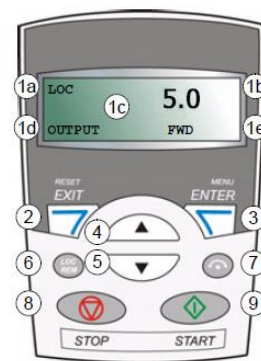 1a LOC 5.0 1b
1c
1d OUTPUT FWD 1e
RESET MENU
EXIT ENTER
2 3
4
6 LOC REM 5 7
8 9
STOP START